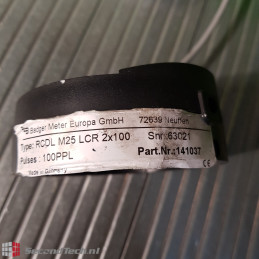 Badger Meter Europa GmbH 72639 Neuffen
Type: RCDL M25 LCR 2x100 Snr.:63021
Pulses : 100PPL Part.Nr.:141037
Made in Germany CE
SecondTech.nl